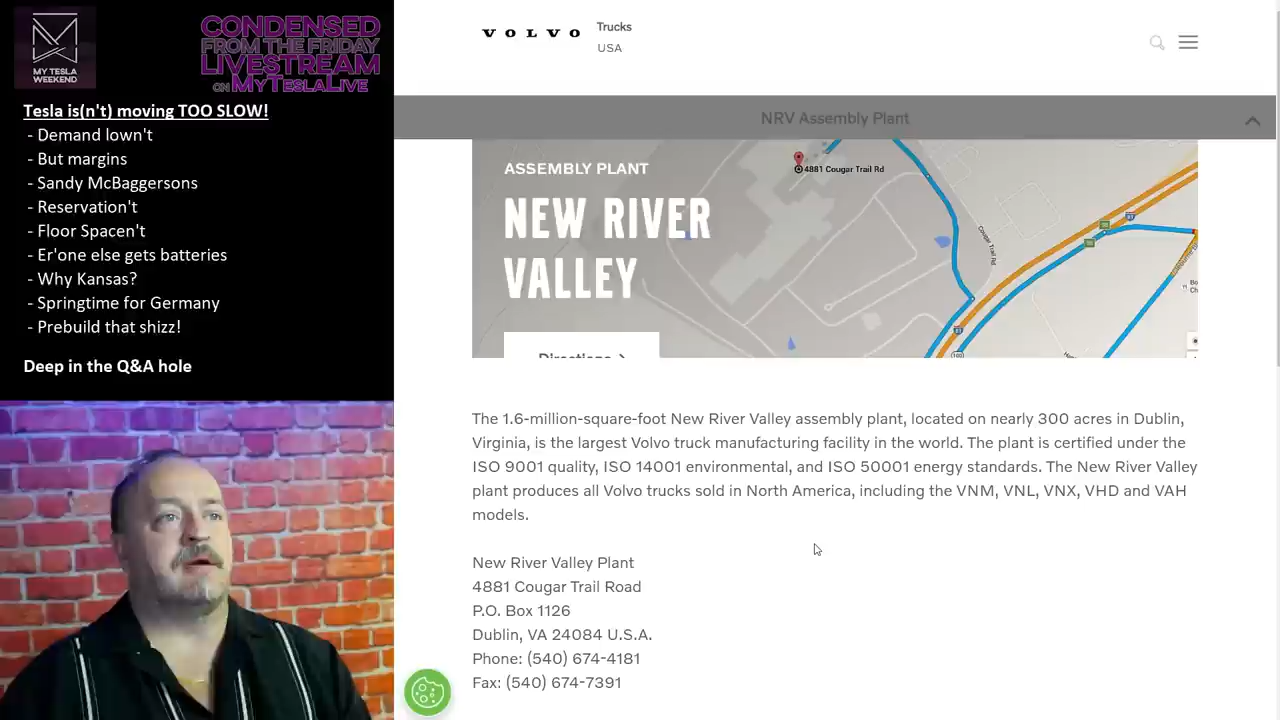 MY TESLA
WEEKEND
CONDENSED
FROM THE FRIDAY
LIVESTREAM
ON MYTESLALIVE
Tesla is(n't) moving TOO SLOW!
- Demand lown't
- But margins
- Sandy McBaggersons
- Reservation't
- Floor Spacen't
- Er'one else gets batteries
- Why Kansas?
- Springtime for Germany
- Prebuild that shizz!
Deep in the Q&A hole
VOLVO
Trucks
USA
NRV Assembly Plant
ASSEMBLY PLANT
NEW RIVER
VALLEY
Directions
4881 Cougar Trail Rd
Cougar Trail Rd
The 1.6-million-square-foot New River Valley assembly plant, located on nearly 300 acres in Dublin,
Virginia, is the largest Volvo truck manufacturing facility in the world. The plant is certified under the
ISO 9001 quality, ISO 14001 environmental, and ISO 50001 energy standards. The New River Valley
plant produces all Volvo trucks sold in North America, including the VNM, VNL, VNX, VHD and VAH
models.
New River Valley Plant
4881 Cougar Trail Road
P.O. Box 1126
Dublin, VA 24084 U.S.A.
Phone: (540) 674-4181
Fax: (540) 674-7391